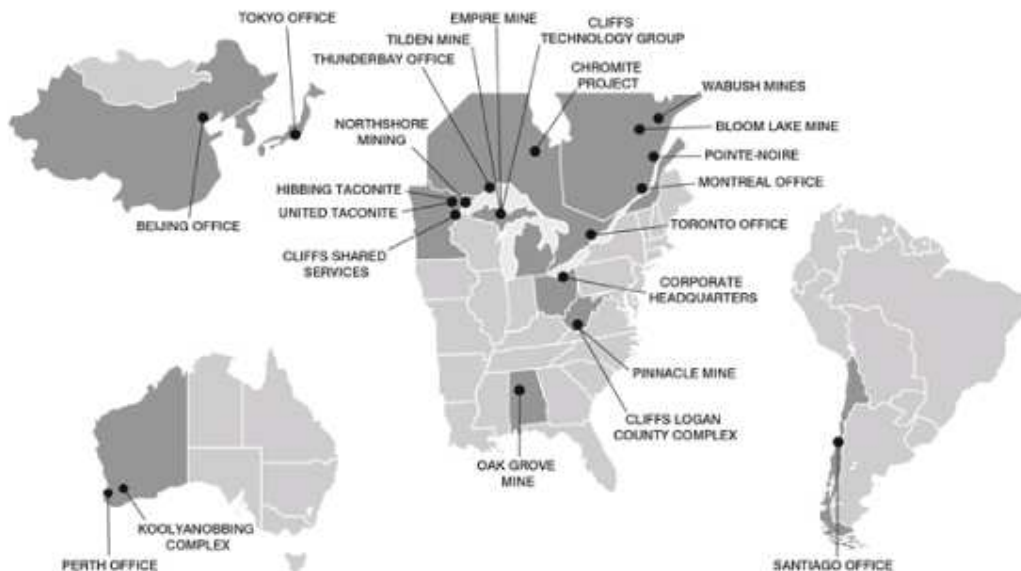 TOKYO OFFICE
EMPIRE MINE
TILDEN MINE
THUNDERBAY OFFICE
CLIFFS
TECHNOLOGY GROUP
CHROMITE
PROJECT
WABUSH MINES
BLOOM LAKE MINE
POINTE-NOIRE
MONTREAL OFFICE
NORTHSHORE
MINING
HIBBING TACONITE
UNITED TACONITE
CLIFFS SHARED
SERVICES
BEIJING OFFICE
TORONTO OFFICE
CORPORATE
HEADQUARTERS
PINNACLE MINE
CLIFFS LOGAN
COUNTY COMPLEX
OAK GROVE
MINE
KOOLYANOBBING
COMPLEX
PERTH OFFICE
SANTIAGO OFFICE